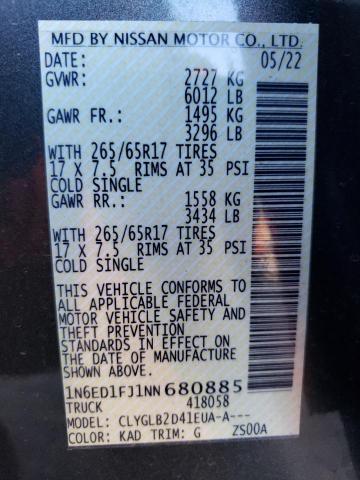 MFD BY NISSAN MOTOR CO., LTD.
DATE: 05/22
GVWR: 2727 KG
6012 LB
GAWR FR.: 1495 KG
3296 LB
WITH 265/65R17 TIRES
17 X 7.5 RIMS AT 35 PSI
COLD SINGLE
GAWR RR.: 1558 KG
3434 LB
WITH 265/65R17 TIRES
17 X 7.5 RIMS AT 35 PSI
COLD SINGLE
THIS VEHICLE CONFORMS TO
ALL APPLICABLE FEDERAL
MOTOR VEHICLE SAFETY AND
THEFT PREVENTION
STANDARDS IN EFFECT ON
THE DATE OF MANUFACTURE
SHOWN ABOVE.
1N6ED1FJ1NN680885
TRUCK 418058
MODEL: CLYGLB2D41EUA-A---
COLOR: KAD TRIM: G ZS00A